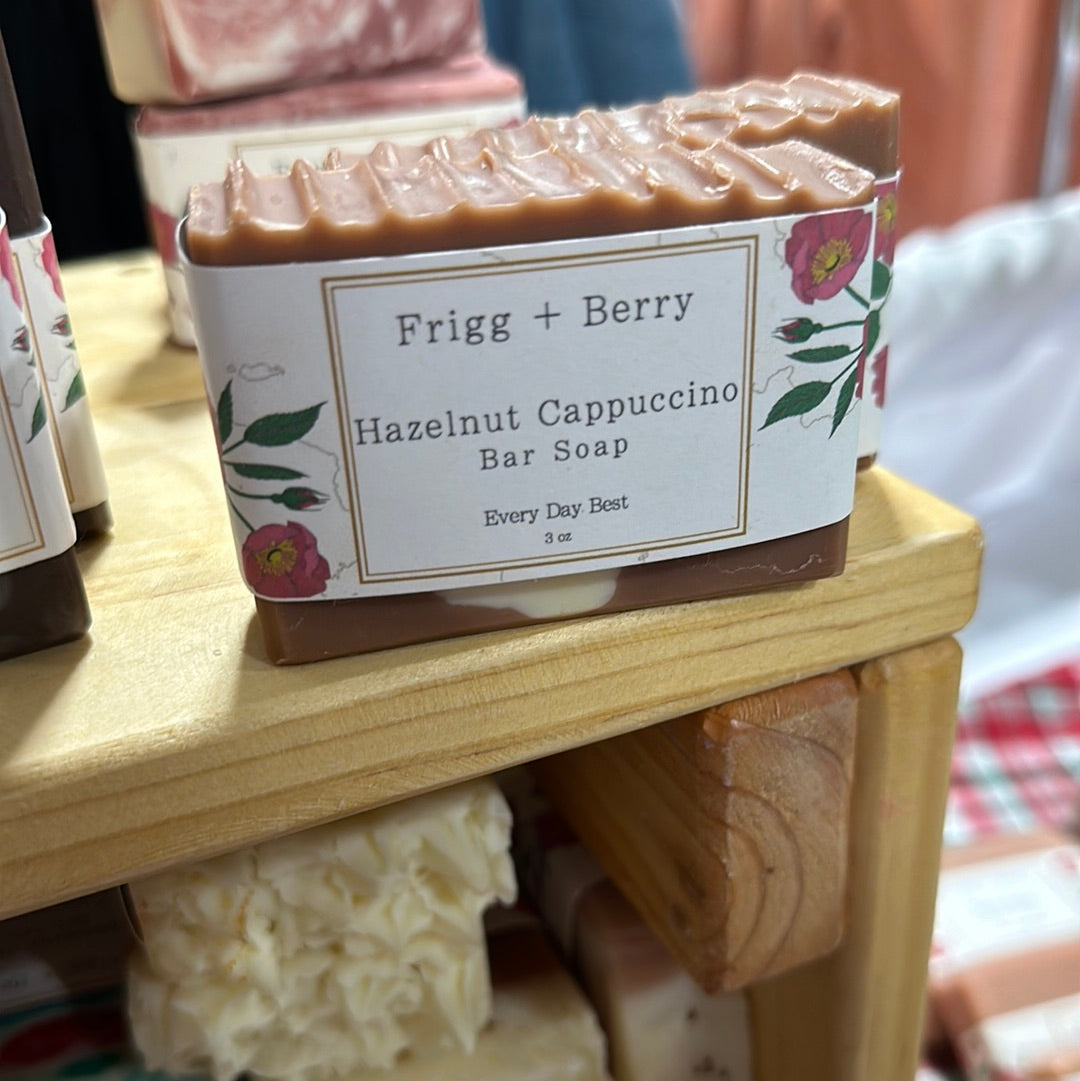 Frigg + Berry
Hazelnut Cappuccino
Bar Soap
Every Day Best
3 oz